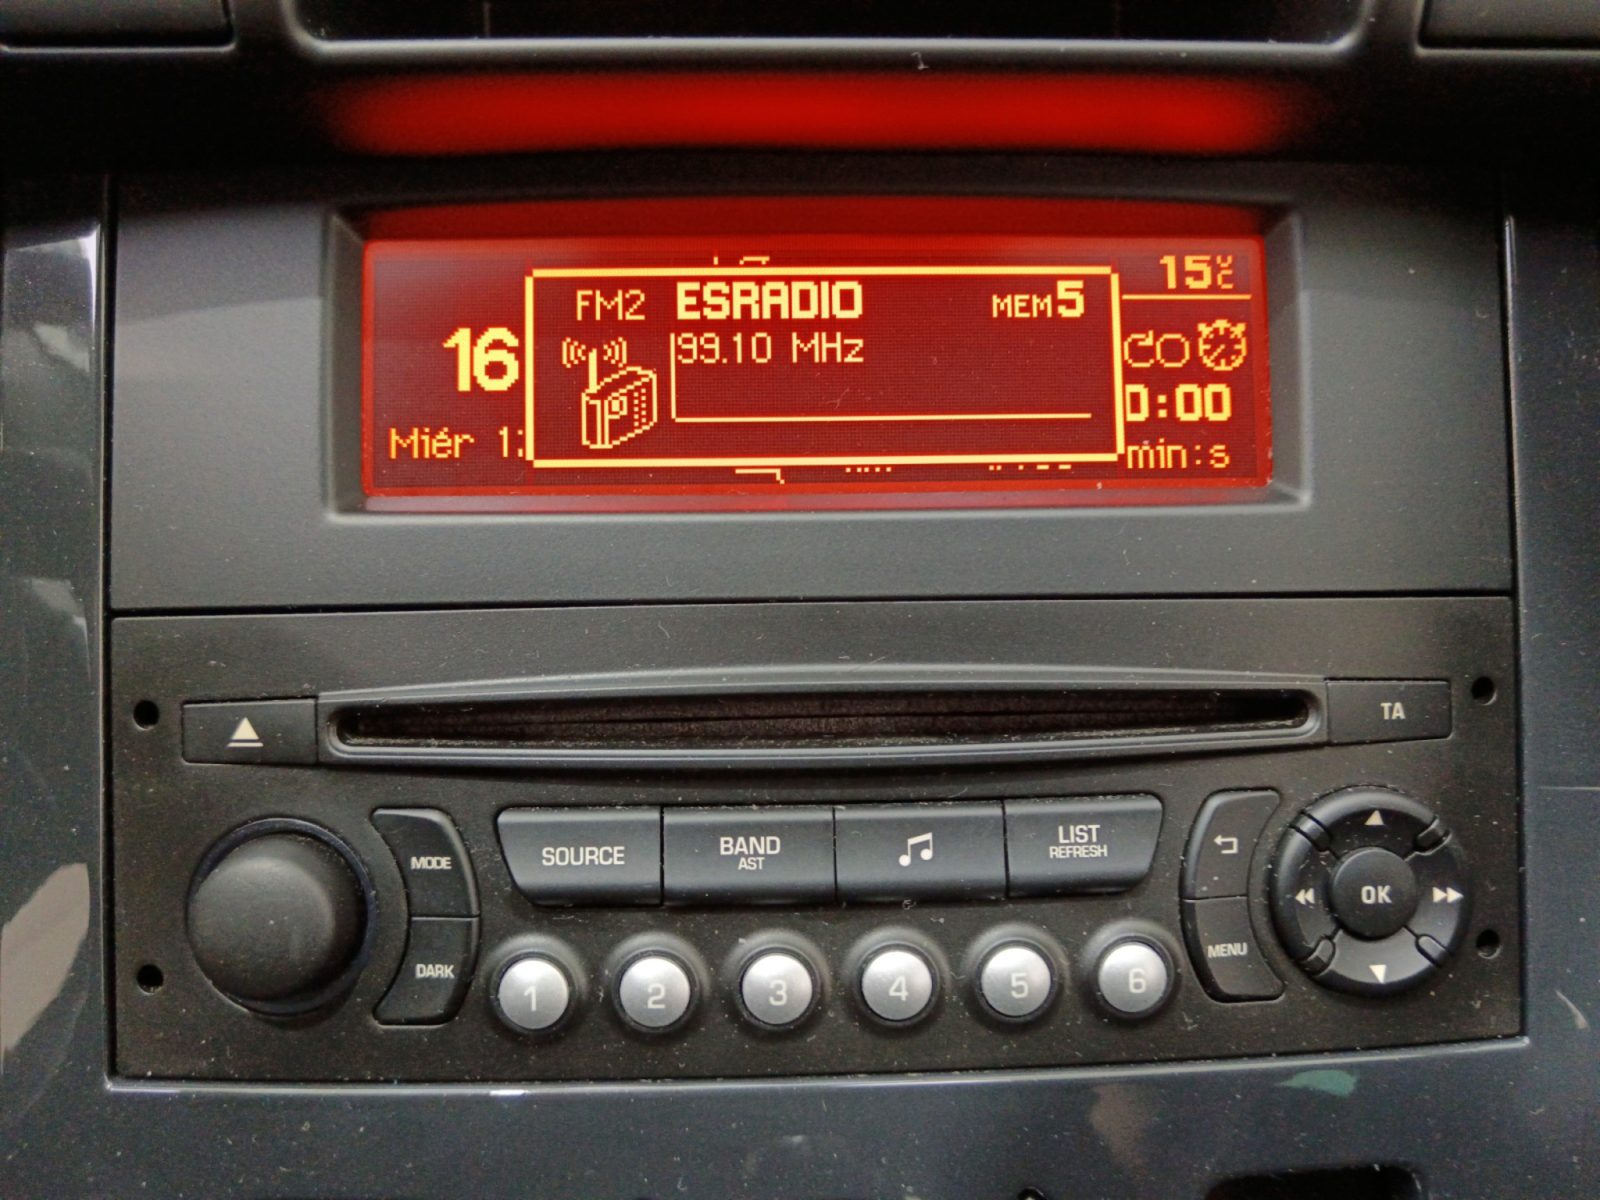 FM2 ESRADIO MEM5
99.10 MHz
15°C
16
0:00
Miér 1
min:s
TA
MODE
SOURCE
BAND
AST
LIST
REFRESH
OK
DARK
MENU
1 2 3 4 5 6